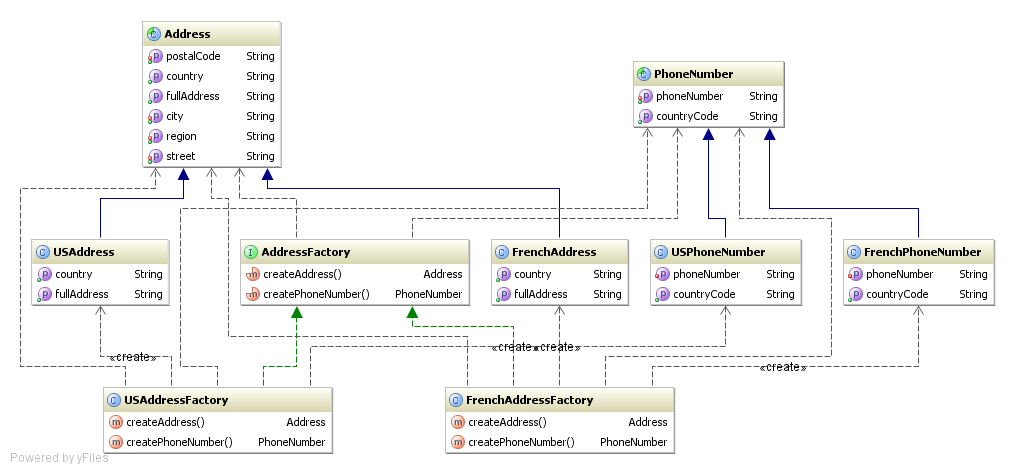 Address
postalCode String
country String
fullAddress String
city String
region String
street String
PhoneNumber
phoneNumber String
countryCode String
USAddress
country String
fullAddress String
AddressFactory
createAddress() Address
createPhoneNumber() PhoneNumber
FrenchAddress
country String
fullAddress String
USPhoneNumber
phoneNumber String
countryCode String
FrenchPhoneNumber
phoneNumber String
countryCode String
«create»
«create»
«create»
«create»
USAddressFactory
createAddress() Address
createPhoneNumber() PhoneNumber
FrenchAddressFactory
createAddress() Address
createPhoneNumber() PhoneNumber
Powered by yFiles